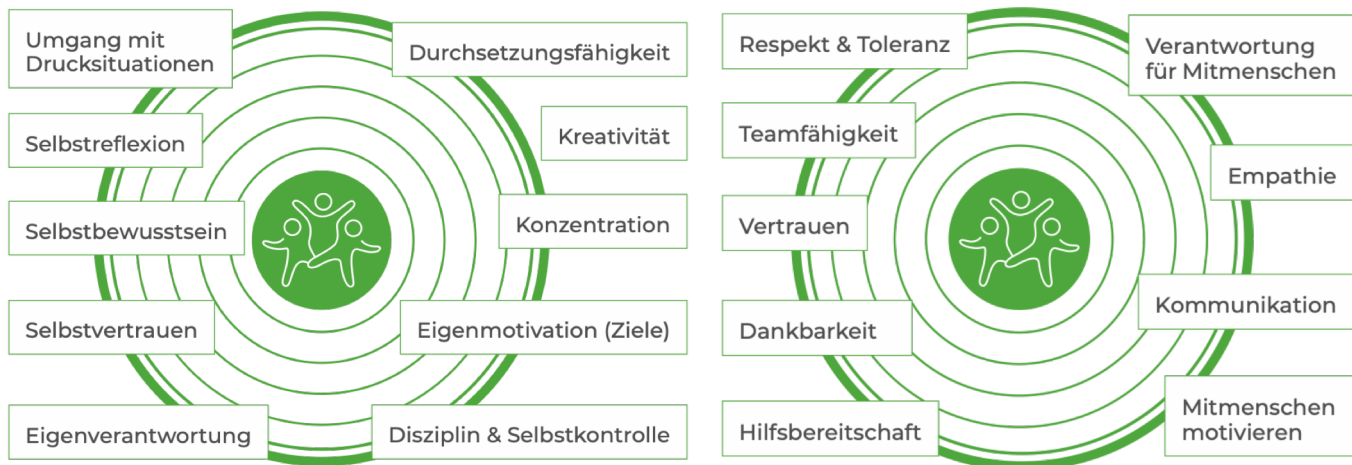 Umgang mit
Drucksituationen
Selbstreflexion
Selbstbewusstsein
Selbstvertrauen
Eigenverantwortung
Durchsetzungsfähigkeit
Kreativität
Konzentration
Eigenmotivation (Ziele)
Disziplin & Selbstkontrolle
Respekt & Toleranz
Teamfähigkeit
Vertrauen
Dankbarkeit
Hilfsbereitschaft
Verantwortung
für Mitmenschen
Empathie
Kommunikation
Mitmenschen
motivieren